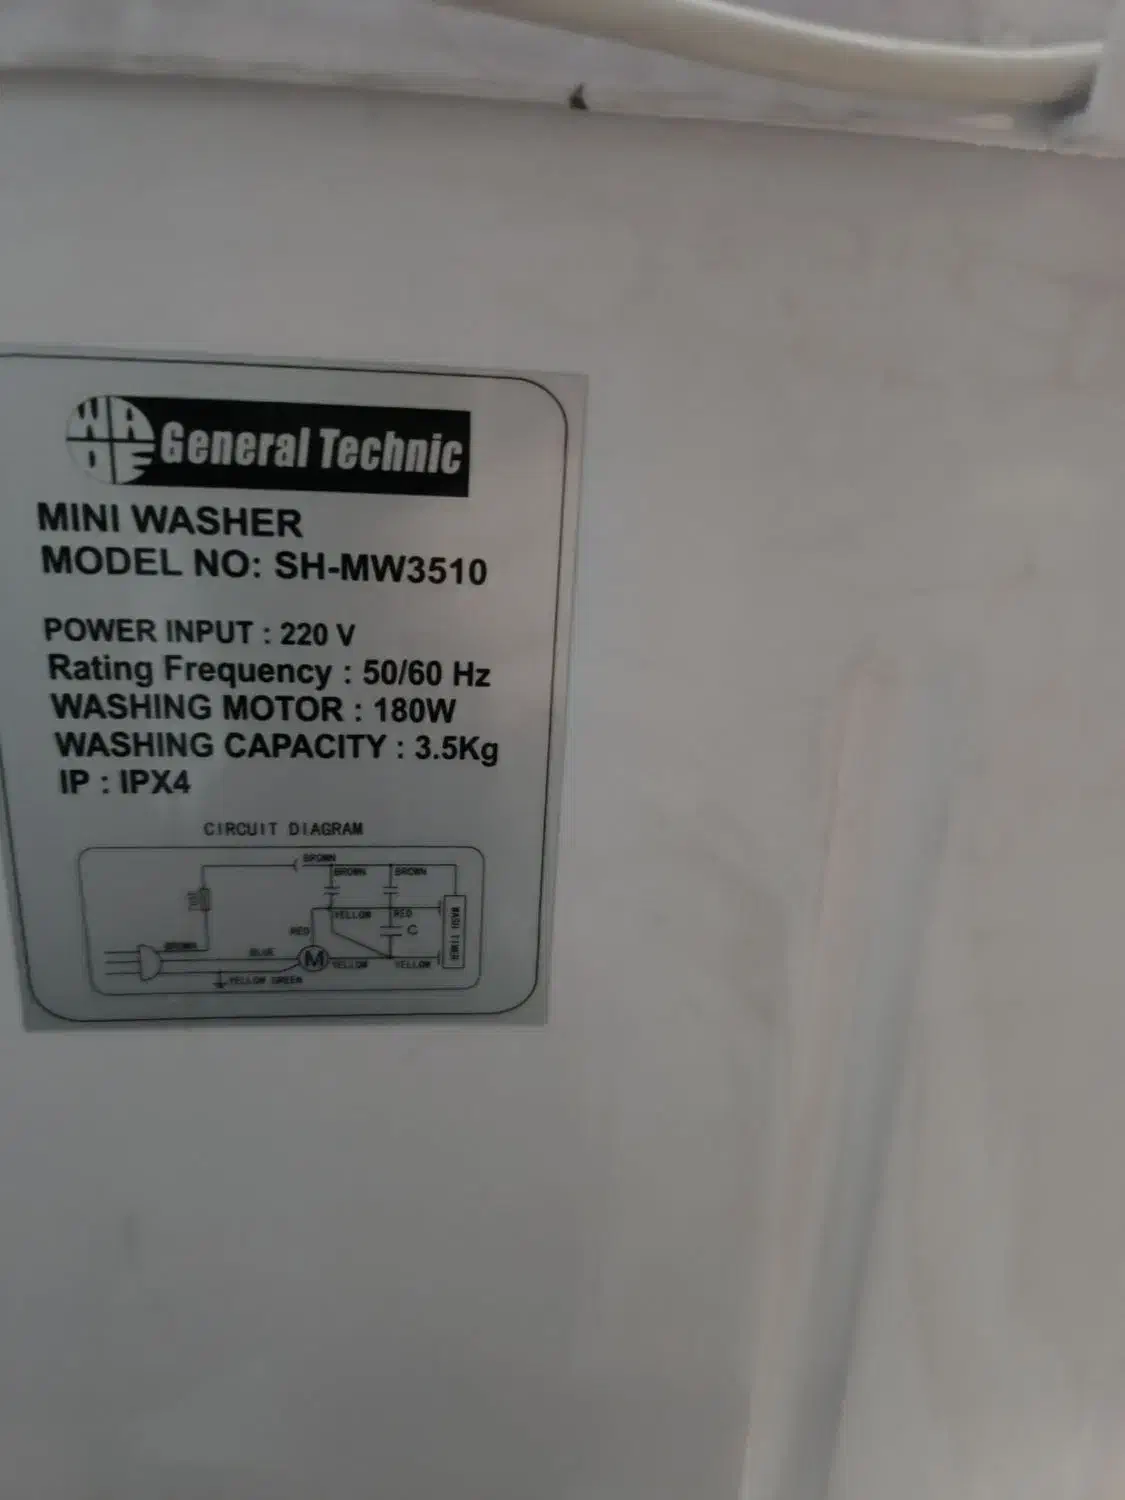 WADE General Technic
MINI WASHER
MODEL NO: SH-MW3510
POWER INPUT : 220 V
Rating Frequency : 50/60 Hz
WASHING MOTOR : 180W
WASHING CAPACITY : 3.5Kg
IP : IPX4
CIRCUIT DIAGRAM
BROWN
BROWN BROWN
YELLOW RED
RED C
WASH TIMER
BROWN BLUE
M YELLOW YELLOW
YELLOW GREEN